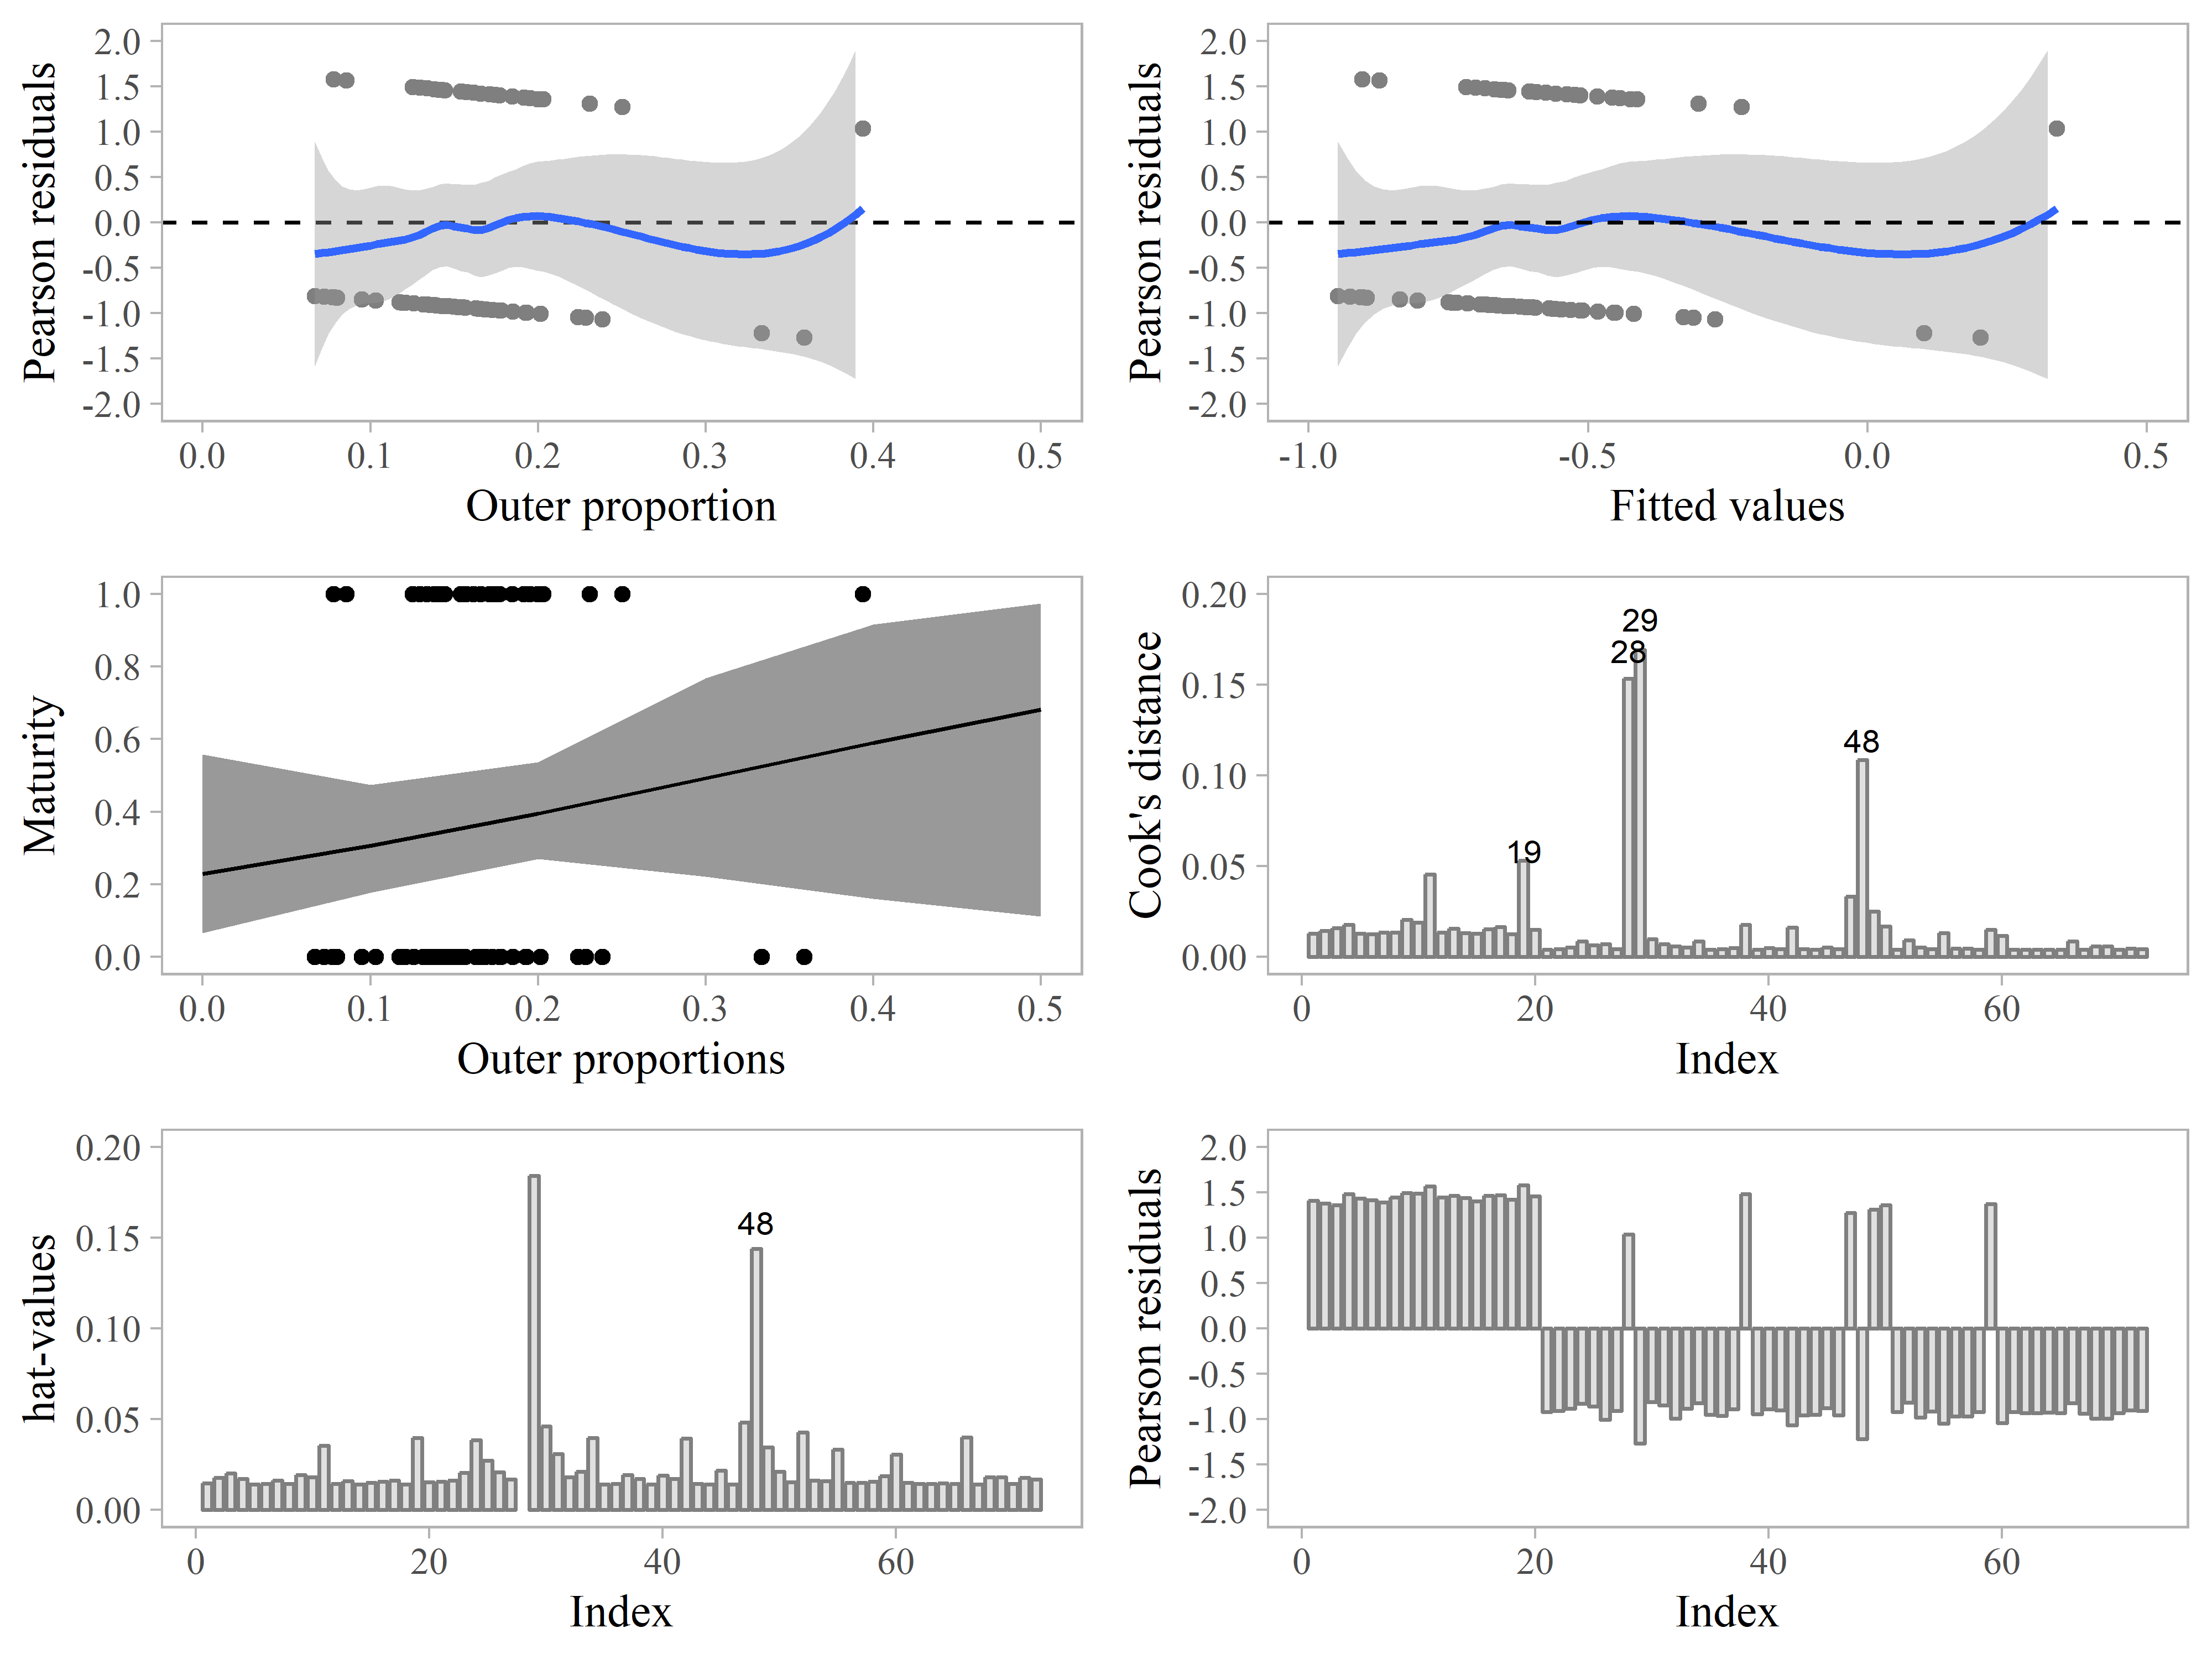 2.0
1.5
1.0
0.5
0.0
-0.5
-1.0
-1.5
-2.0
Pearson residuals
0.0 0.1 0.2 0.3 0.4 0.5
Outer proportion
2.0
1.5
1.0
0.5
0.0
-0.5
-1.0
-1.5
-2.0
Pearson residuals
-1.0 -0.5 0.0 0.5
Fitted values
1.0
0.8
0.6
0.4
0.2
0.0
Maturity
0.0 0.1 0.2 0.3 0.4 0.5
Outer proportions
0.20
0.15
0.10
0.05
0.00
Cook's distance
29
28
48
19
0 20 40 60
Index
0.20
0.15
0.10
0.05
0.00
hat-values
48
0 20 40 60
Index
2.0
1.5
1.0
0.5
0.0
-0.5
-1.0
-1.5
-2.0
Pearson residuals
0 20 40 60
Index